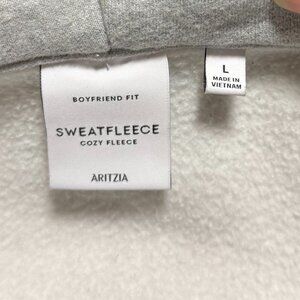 BOYFRIEND FIT
SWEATFLEECE
COZY FLEECE
ARITZIA
L
MADE IN
VIETNAM